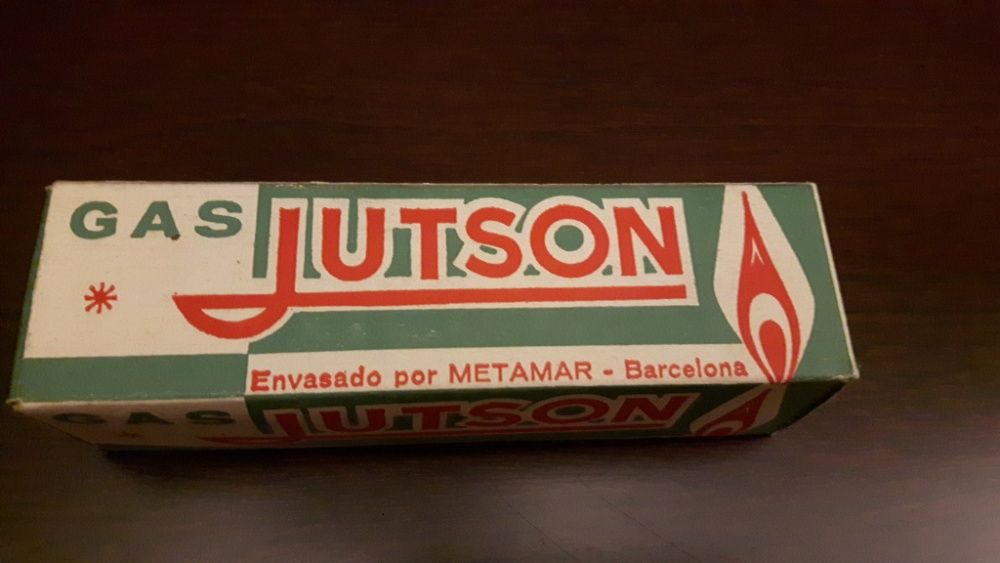 GAS
JUTSON
Envasado por METAMAR - Barcelona
GAS JUTSON